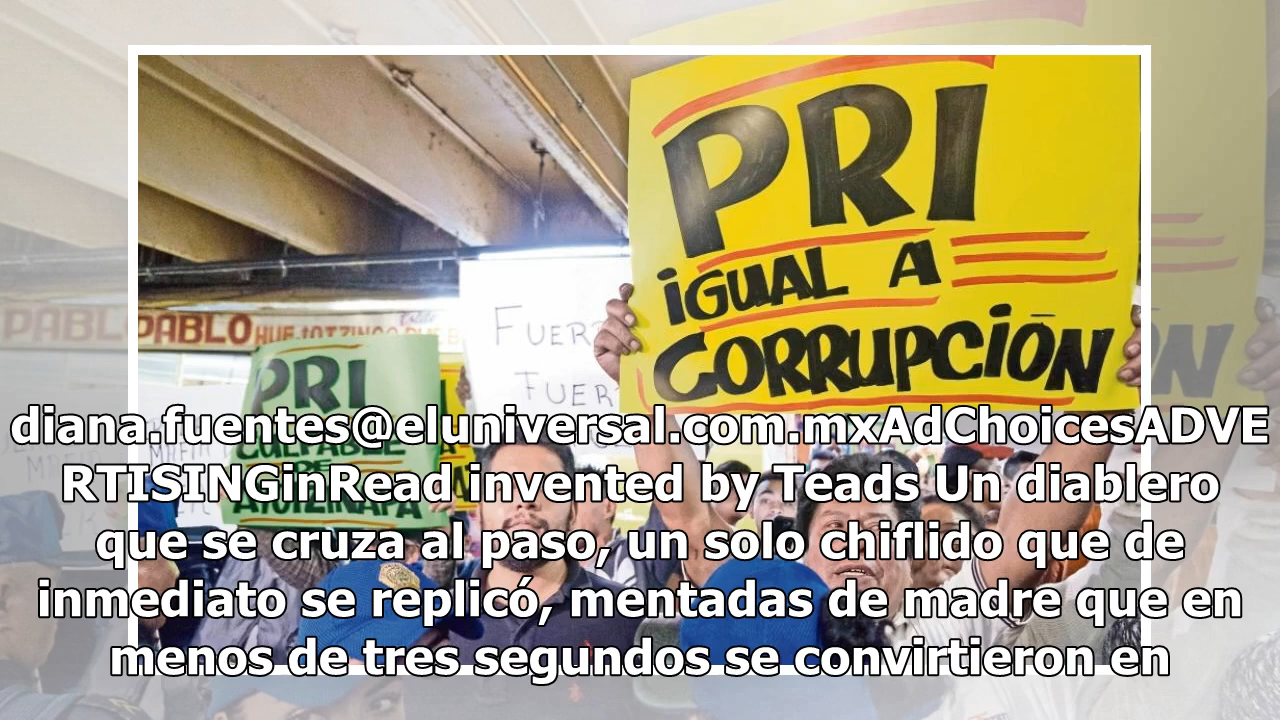 PRI
iGUAL A
CORRUPCiÓN
PABLO
PRI
CULPABLE
DE
AYOTZINAPA
FUER
FUER
diana.fuentes@eluniversal.com.mxAdChoicesADVE
RTISINGinRead invented by Teads Un diablero
que se cruza al paso, un solo chiflido que de
inmediato se replicó, mentadas de madre que en
menos de tres segundos se convirtieron en